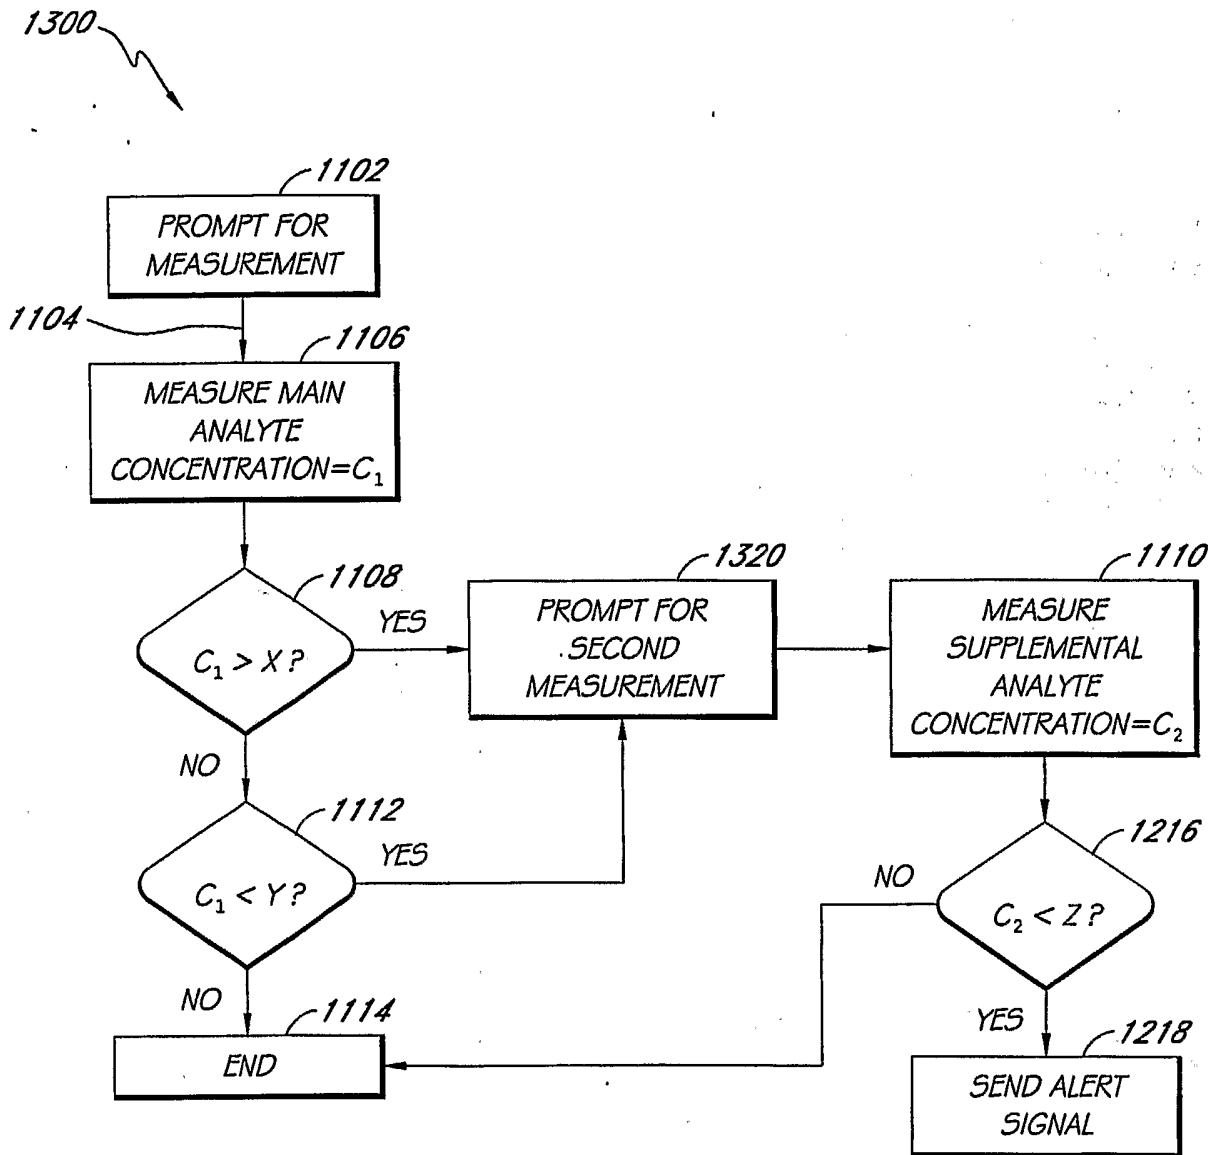 1300
1102
PROMPT FOR
MEASUREMENT
1104
1106
MEASURE MAIN
ANALYTE
CONCENTRATION=C₁
1108
C₁ > X?
YES
NO
1320
PROMPT FOR
SECOND
MEASUREMENT
1110
MEASURE
SUPPLEMENTAL
ANALYTE
CONCENTRATION=C₂
1112
C₁ < Y?
YES
NO
1216
C₂ < Z?
NO
YES
1114
END
1218
SEND ALERT
SIGNAL